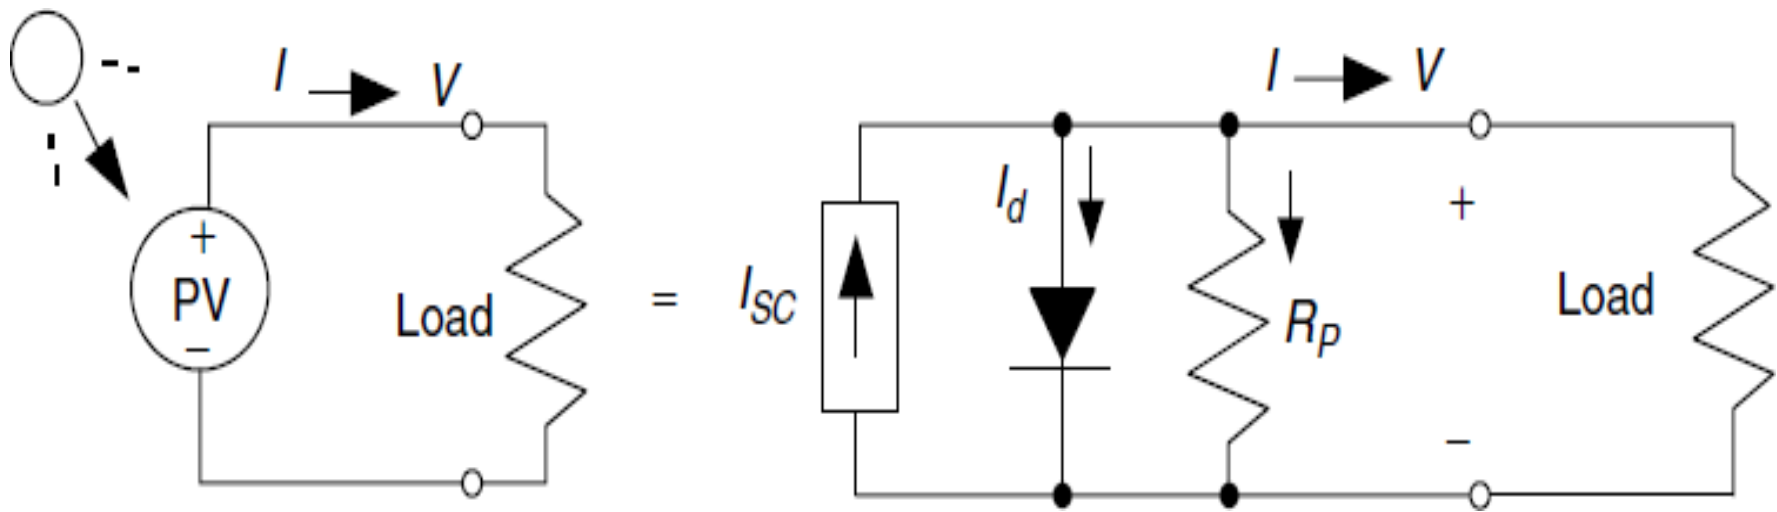 I V
+
PV
−
Load
=
I_SC
I_d
R_P
I V
+
−
Load